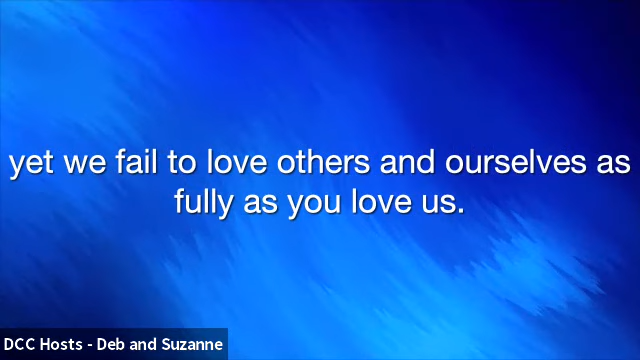 yet we fail to love others and ourselves as
fully as you love us.
DCC Hosts - Deb and Suzanne